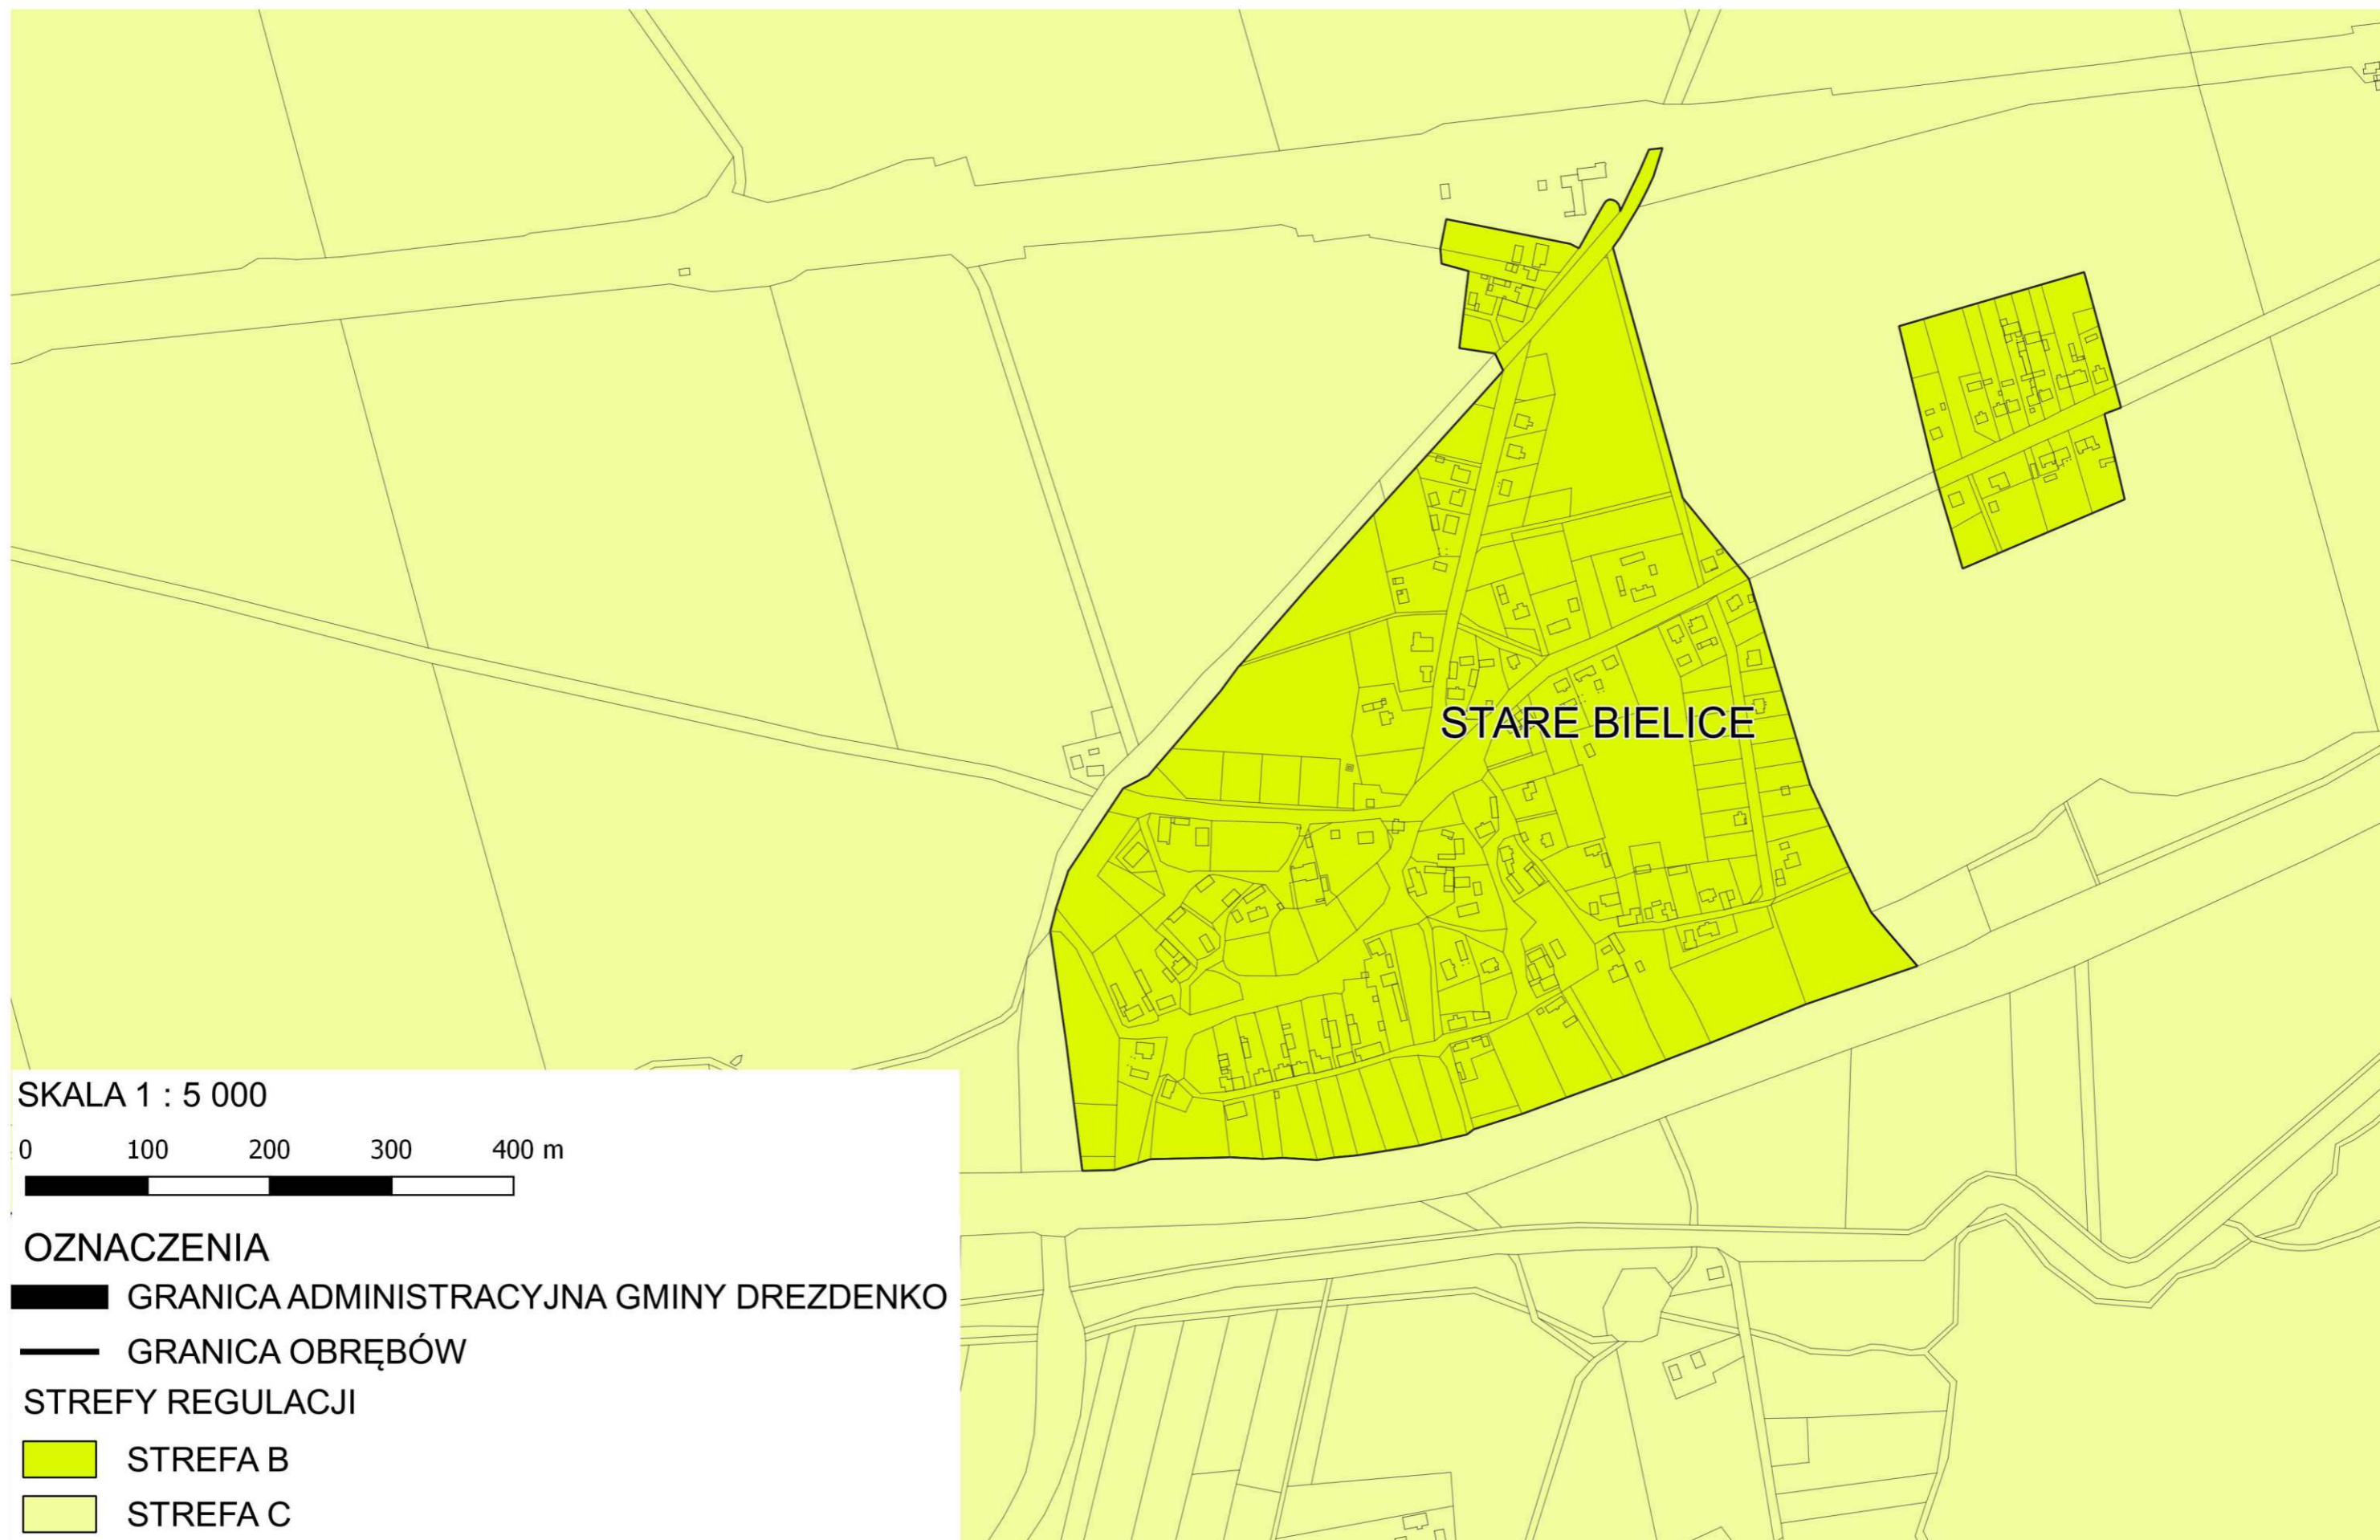 STARE BIELICE
SKALA 1 : 5 000
0 100 200 300 400 m
OZNACZENIA
GRANICA ADMINISTRACYJNA GMINY DREZDENKO
GRANICA OBRĘBÓW
STREFY REGULACJI
STREFA B
STREFA C